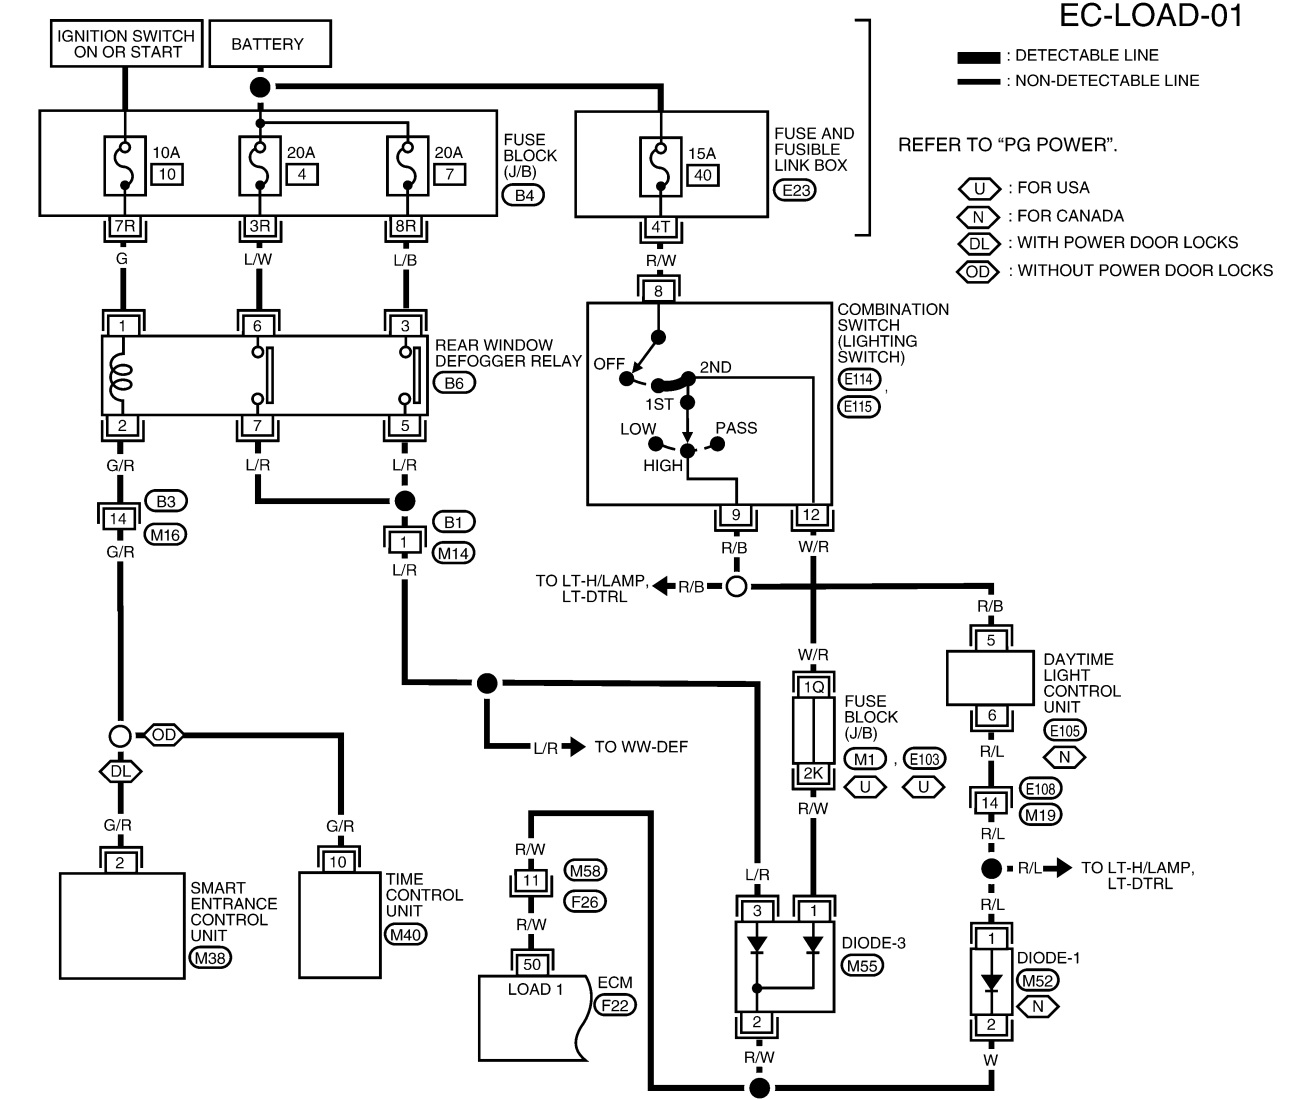 EC-LOAD-01
IGNITION SWITCH
ON OR START
BATTERY
: DETECTABLE LINE
: NON-DETECTABLE LINE
REFER TO “PG POWER”.
U : FOR USA
N : FOR CANADA
DL : WITH POWER DOOR LOCKS
OD : WITHOUT POWER DOOR LOCKS
10A
10
20A
4
20A
7
FUSE
BLOCK
(J/B)
B4
15A
40
FUSE AND
FUSIBLE
LINK BOX
E23
7R
3R
8R
4T
G
L/W
L/B
R/W
8
1
6
3
REAR WINDOW
DEFOGGER RELAY
B6
COMBINATION
SWITCH
(LIGHTING
SWITCH)
E114 ,
E115
OFF
2ND
1ST
LOW
PASS
HIGH
2
7
5
9
12
G/R
L/R
L/R
R/B
W/R
14
B3
M16
G/R
B1
1
M14
L/R
TO LT-H/LAMP,
LT-DTRL
R/B
R/B
5
DAYTIME
LIGHT
CONTROL
UNIT
E105
N
6
R/L
W/R
1Q
FUSE
BLOCK
(J/B)
M1 , E103
U
U
2K
R/W
L/R
TO WW-DEF
OD
DL
G/R
G/R
2
10
SMART
ENTRANCE
CONTROL
UNIT
M38
TIME
CONTROL
UNIT
M40
E108
14
M19
R/L
R/L
TO LT-H/LAMP,
LT-DTRL
R/L
R/W
11
M58
F26
R/W
50
LOAD 1
ECM
F22
L/R
3
1
DIODE-3
M55
2
R/W
1
DIODE-1
M52
N
2
W